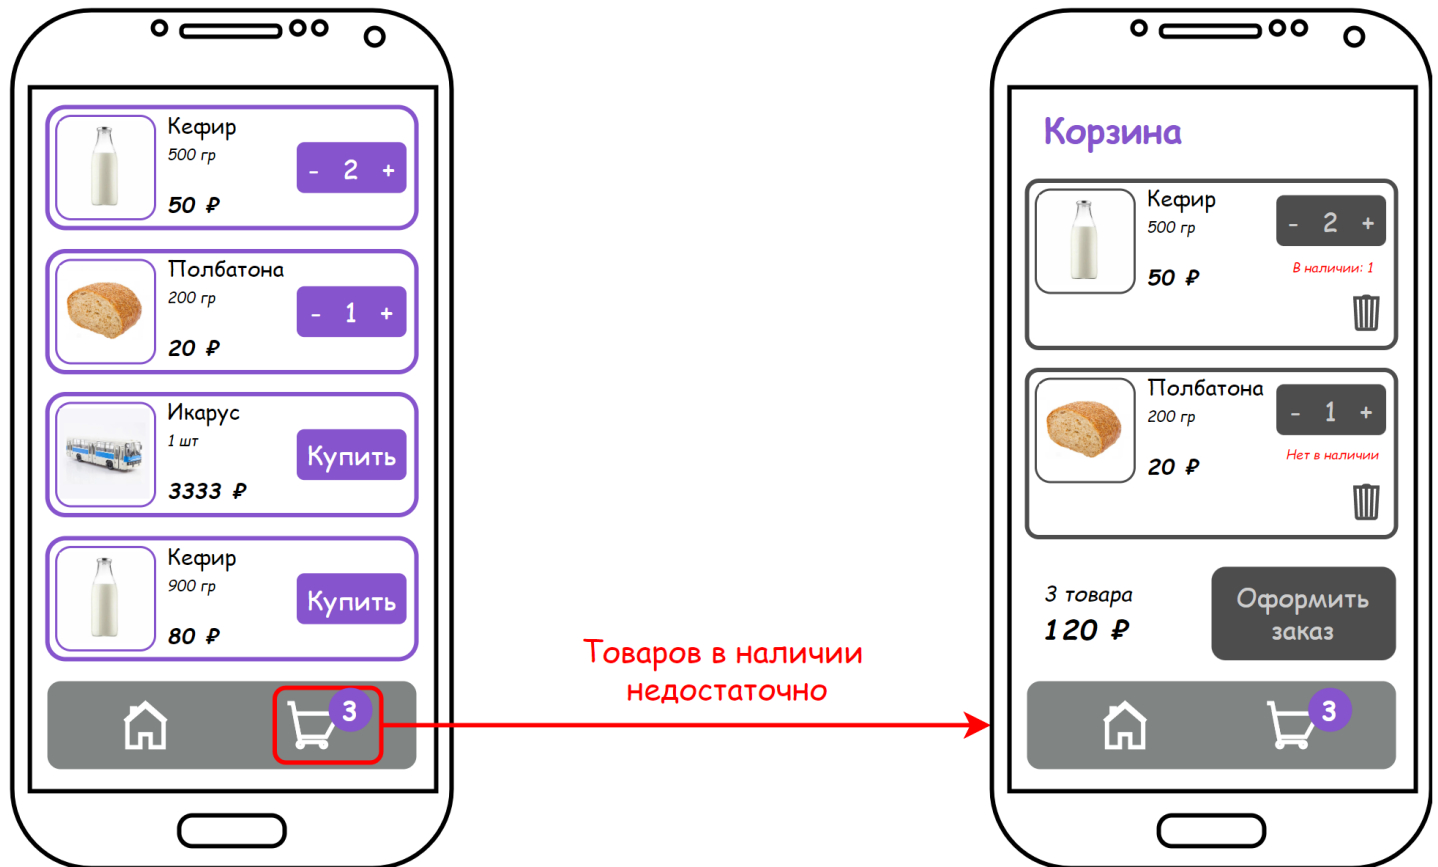 Кефир
500 гр
- 2 +
50 ₽
Полбатона
200 гр
- 1 +
20 ₽
Икарус
1 шт
Купить
3333 ₽
Кефир
900 гр
Купить
80 ₽
3
Товаров в наличии
недостаточно
Корзина
Кефир
500 гр
- 2 +
В наличии: 1
50 ₽
Полбатона
200 гр
- 1 +
Нет в наличии
20 ₽
3 товара
120 ₽
Оформить
заказ
3